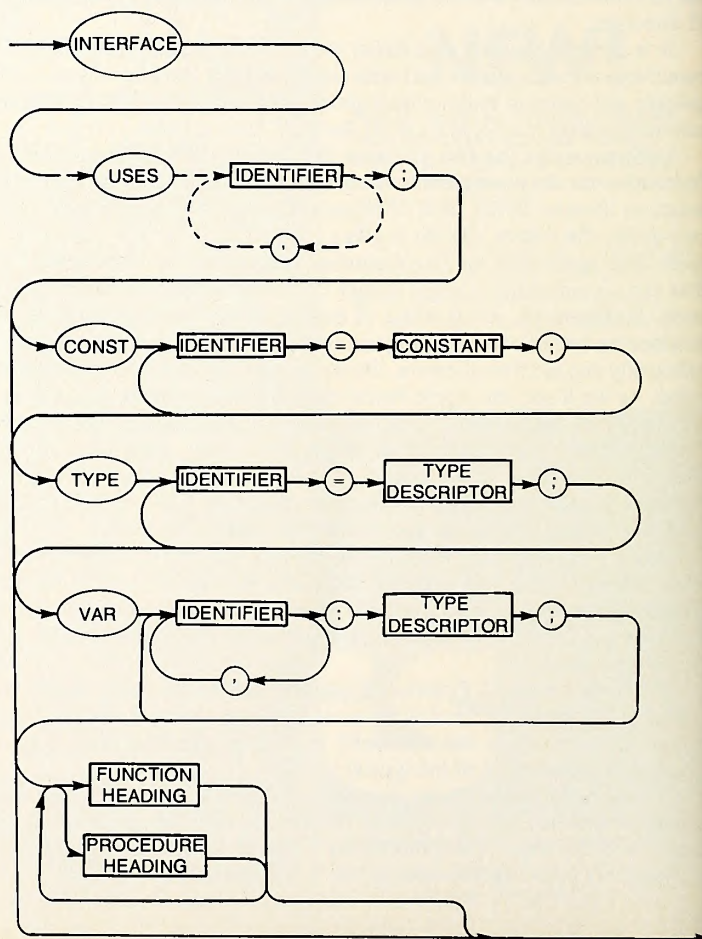 INTERFACE
USES IDENTIFIER ;
,
CONST IDENTIFIER = CONSTANT ;
TYPE IDENTIFIER = TYPE DESCRIPTOR ;
VAR IDENTIFIER : TYPE DESCRIPTOR ;
,
FUNCTION
HEADING
PROCEDURE
HEADING